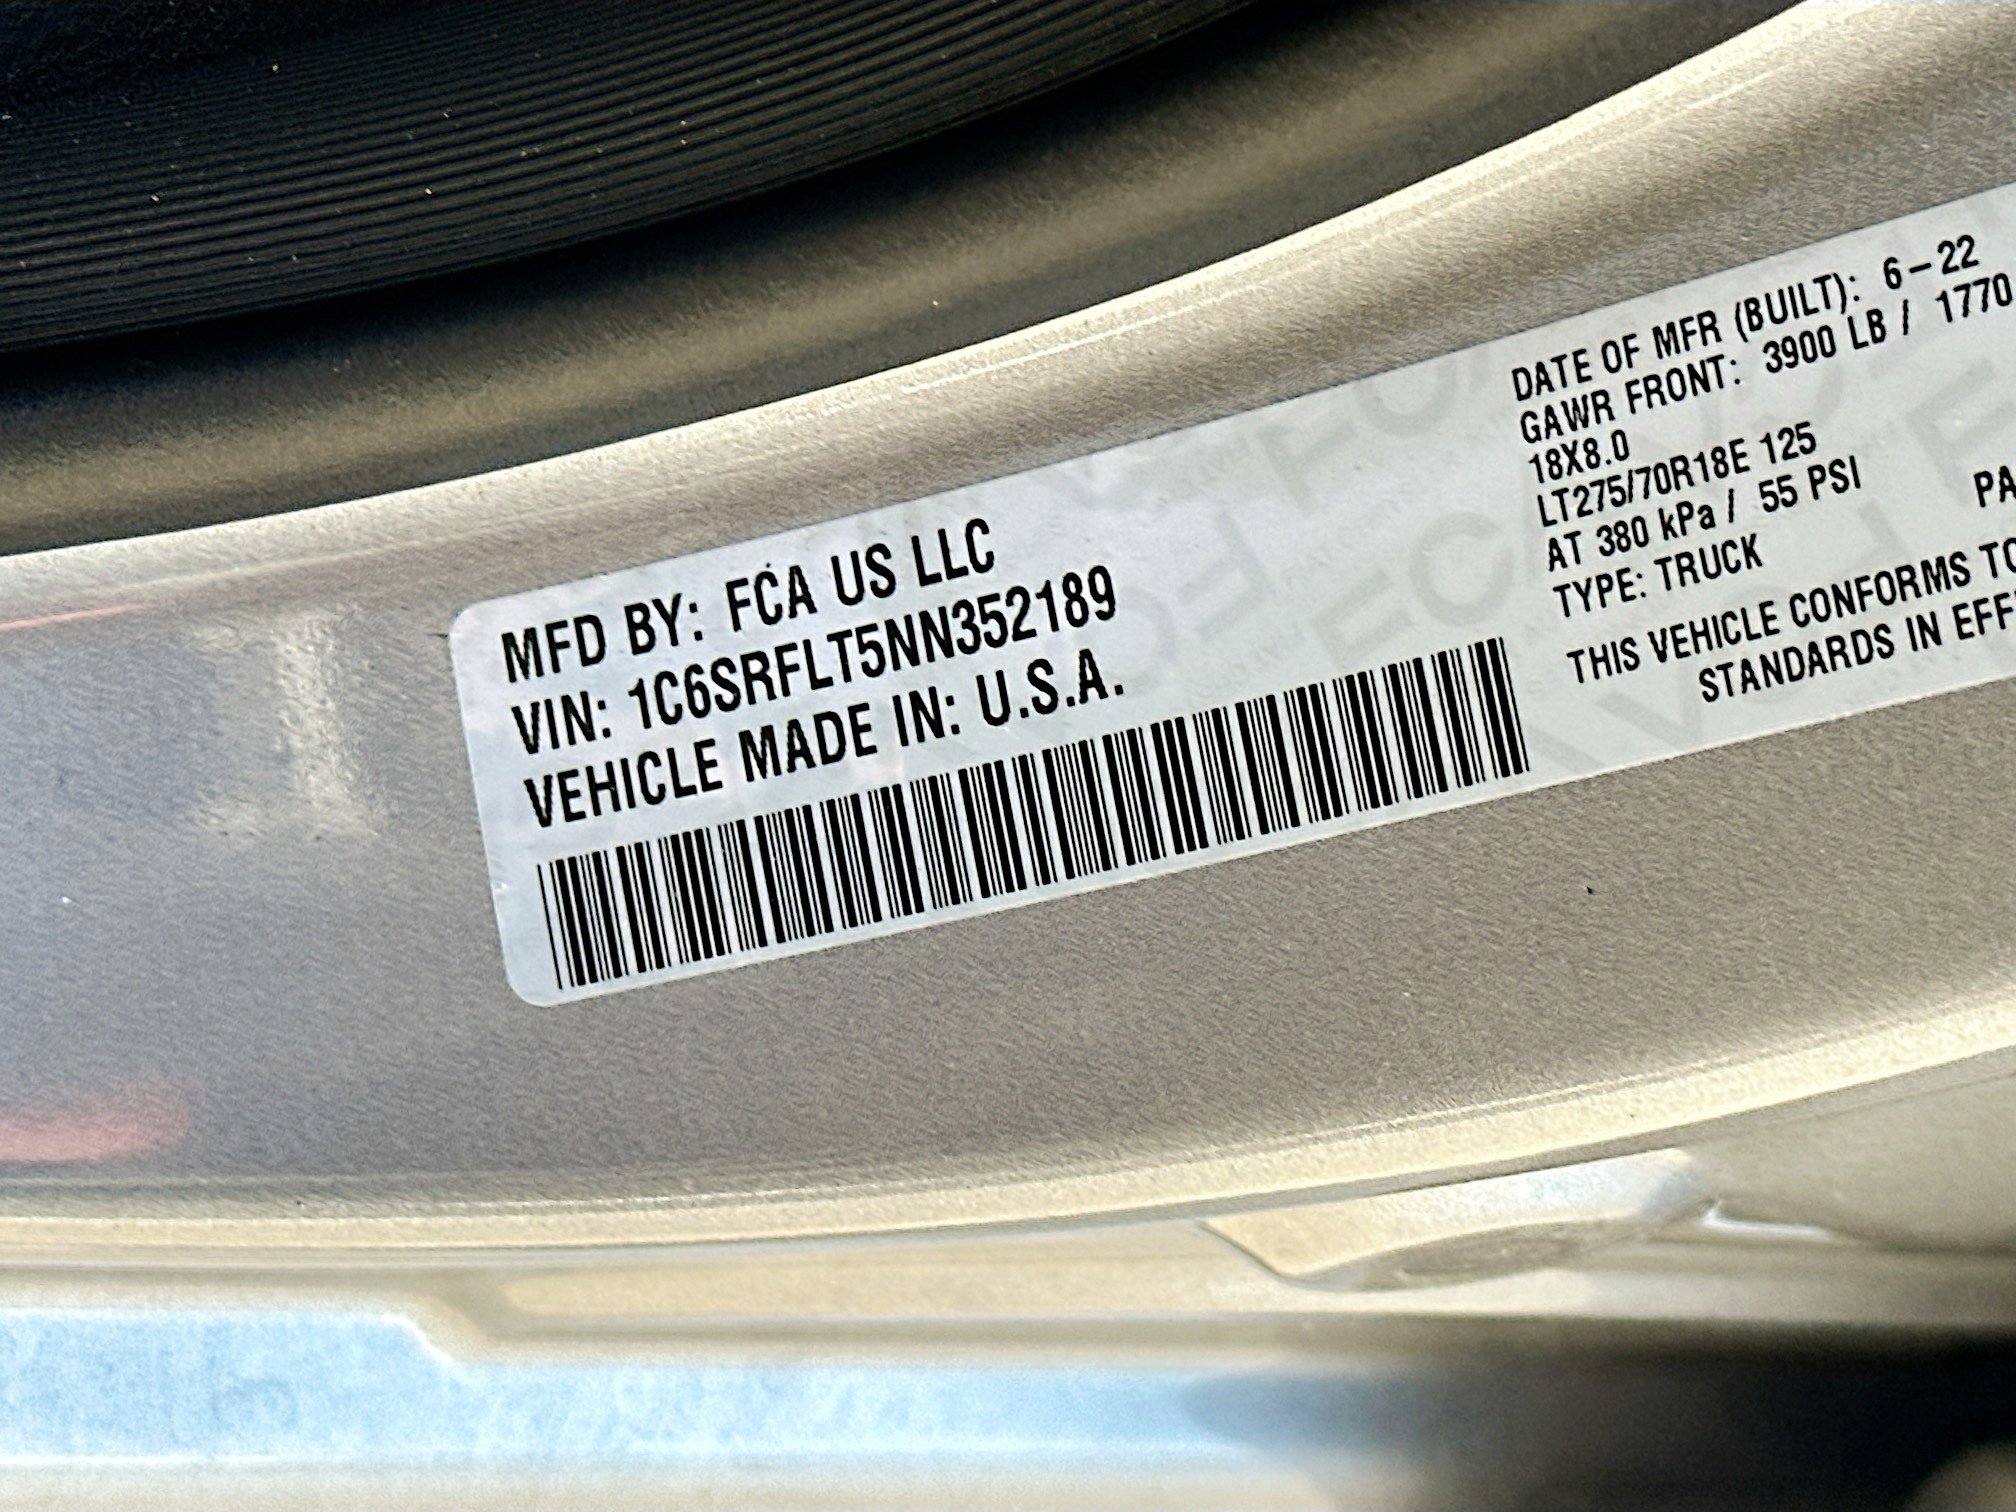 MFD BY: FCA US LLC
VIN: 1C6SRFLT5NN352189
VEHICLE MADE IN: U.S.A.
DATE OF MFR (BUILT): 6-22
GAWR FRONT: 3900 LB / 1770
18X8.0
LT275/70R18E 125
AT 380 kPa / 55 PSI
TYPE: TRUCK
PA
THIS VEHICLE CONFORMS TO
STANDARDS IN EFF